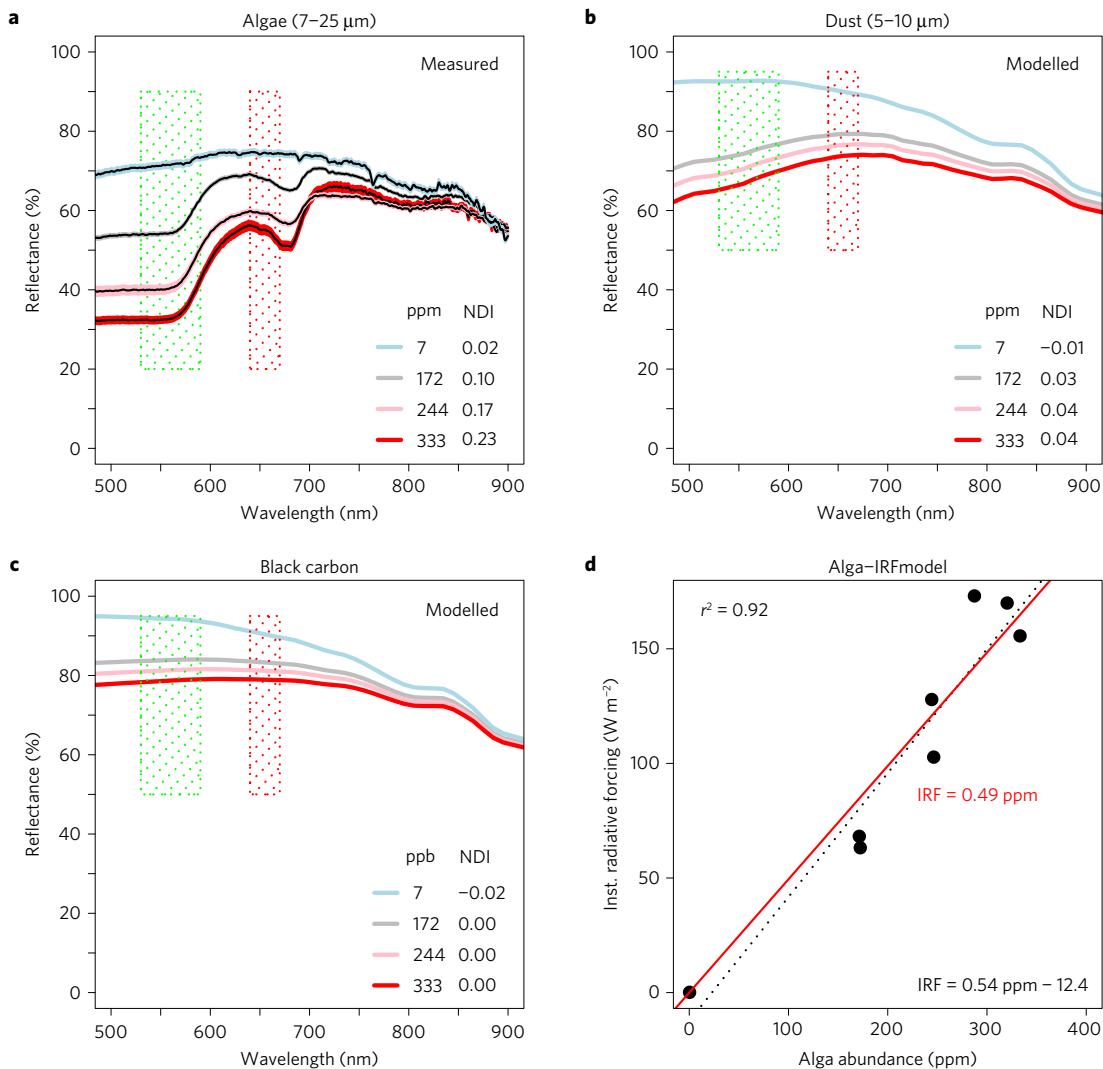 a
Algae (7–25 µm)
Measured
Reflectance (%)
100
80
60
40
20
0
ppm NDI
7 0.02
172 0.10
244 0.17
333 0.23
500 600 700 800 900
Wavelength (nm)
b
Dust (5–10 µm)
Modelled
Reflectance (%)
100
80
60
40
20
0
ppm NDI
7 −0.01
172 0.03
244 0.04
333 0.04
500 600 700 800 900
Wavelength (nm)
c
Black carbon
Modelled
Reflectance (%)
100
80
60
40
20
0
ppb NDI
7 −0.02
172 0.00
244 0.00
333 0.00
500 600 700 800 900
Wavelength (nm)
d
Alga–IRFmodel
r² = 0.92
Inst. radiative forcing (W m⁻²)
150
100
50
0
IRF = 0.49 ppm
IRF = 0.54 ppm − 12.4
0 100 200 300 400
Alga abundance (ppm)